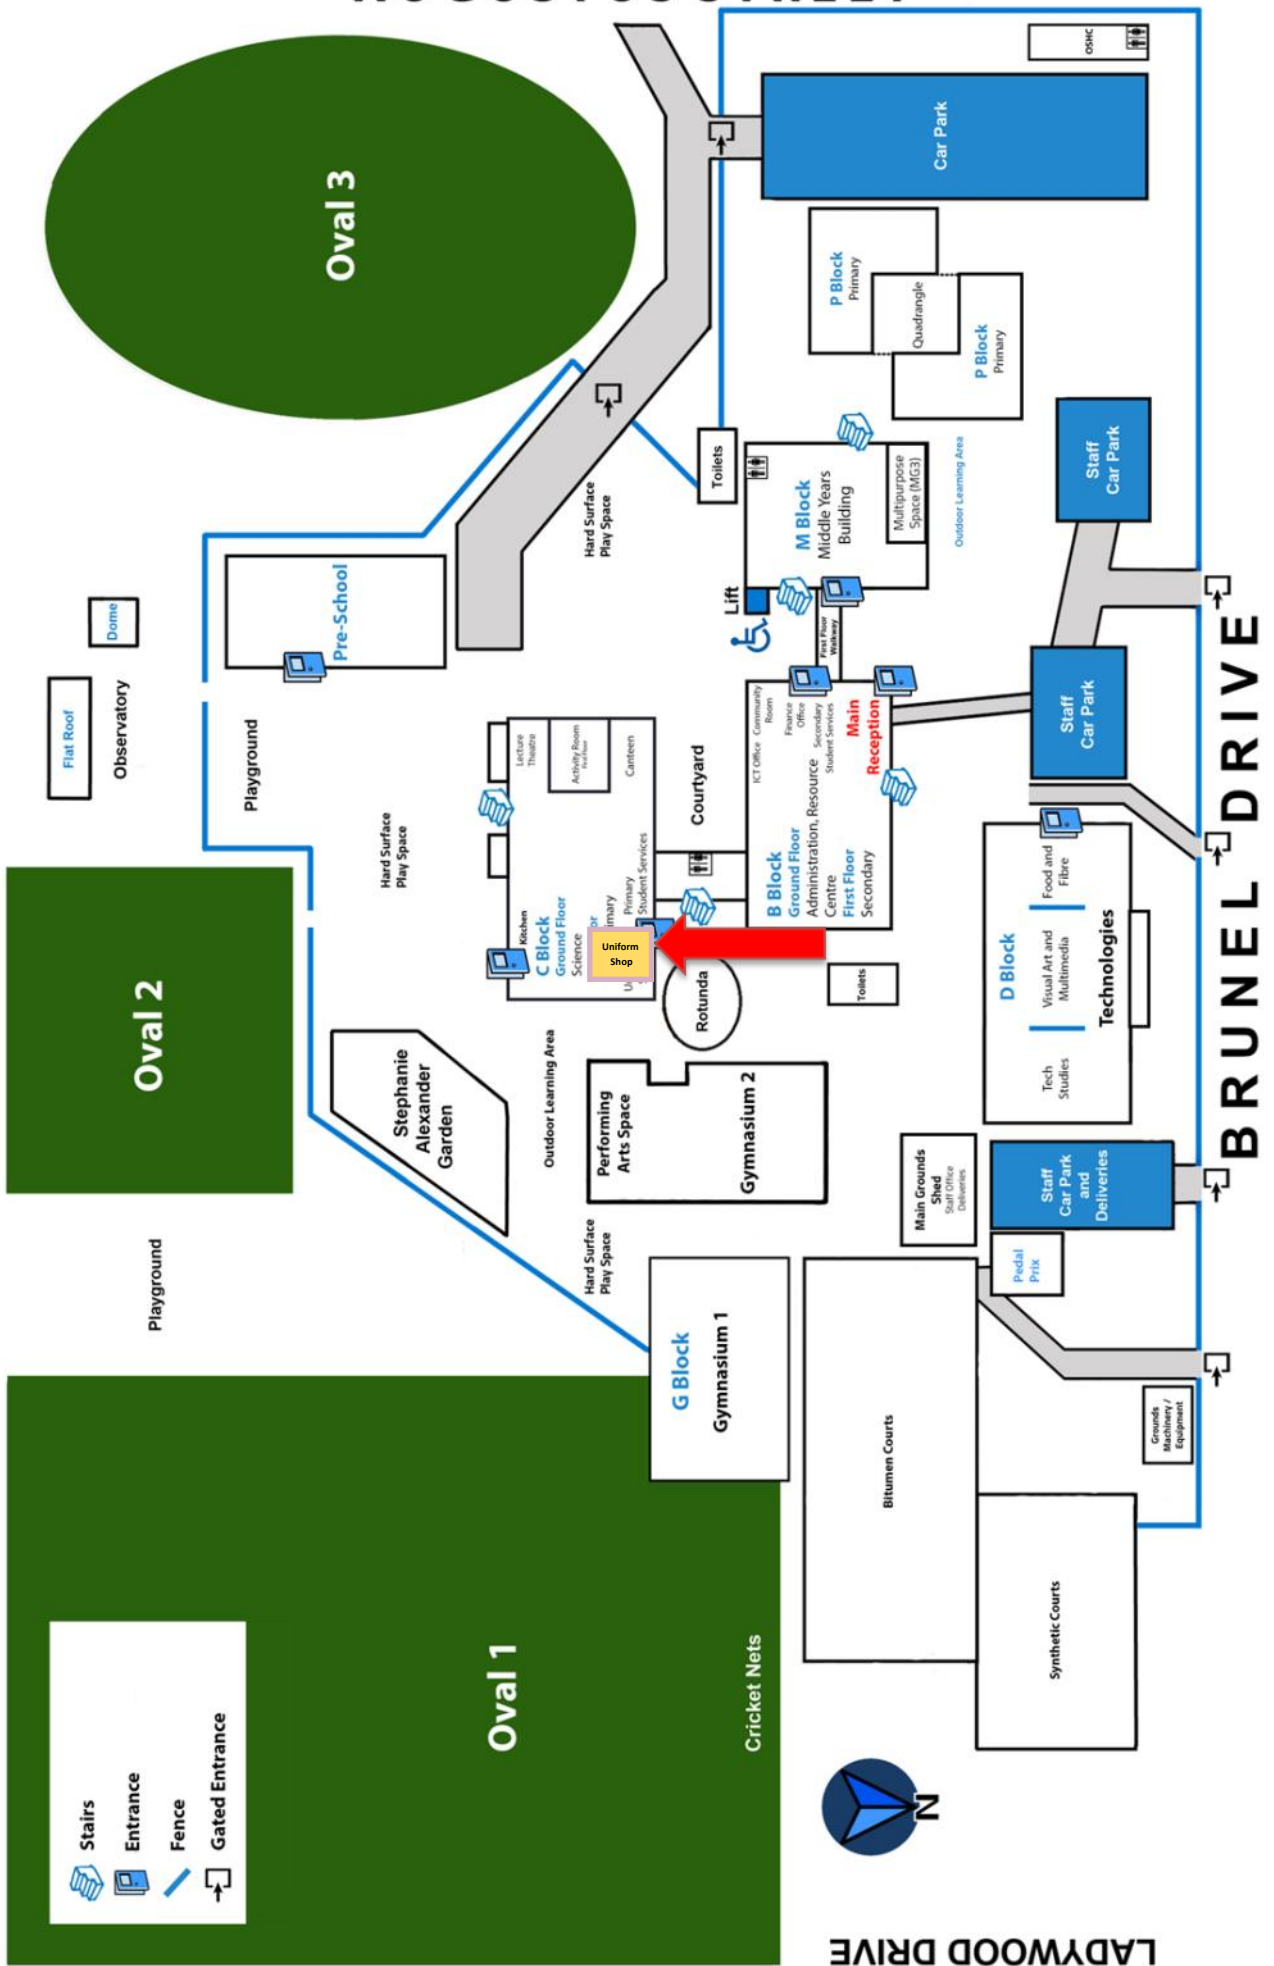 Oval 3
OSHC
Car Park
P Block
Primary
Quadrangle
P Block
Primary
Toilets
M Block
Middle Years
Building
Multipurpose
Space (MG3)
Outdoor Learning Area
Staff
Car Park
Hard Surface
Play Space
Lift
First Floor
Walkway
Pre-School
Dome
Flat Roof
Observatory
Playground
Hard Surface
Play Space
Lecture
Theatre
Activity Room
First Floor
Canteen
Kitchen
C Block
Ground Floor
Science
Primary
Student Services
Uniform
Shop
Courtyard
ICT Office
Community
Room
Finance
Office
Secondary
Student Services
Main
Reception
B Block
Ground Floor
Administration, Resource
Centre
First Floor
Secondary
Staff
Car Park
Rotunda
Toilets
D Block
Food and
Fibre
Visual Art and
Multimedia
Tech
Studies
Technologies
BRUNEL DRIVE
Oval 2
Stephanie
Alexander
Garden
Outdoor Learning Area
Performing
Arts Space
Gymnasium 2
Main Grounds
Shed
Staff Office
Deliveries
Staff
Car Park
and
Deliveries
Pedal
Prix
Playground
Hard Surface
Play Space
G Block
Gymnasium 1
Bitumen Courts
Grounds
Machinery /
Equipment
Synthetic Courts
Oval 1
Cricket Nets
Stairs
Entrance
Fence
Gated Entrance
N
LADYWOOD DRIVE